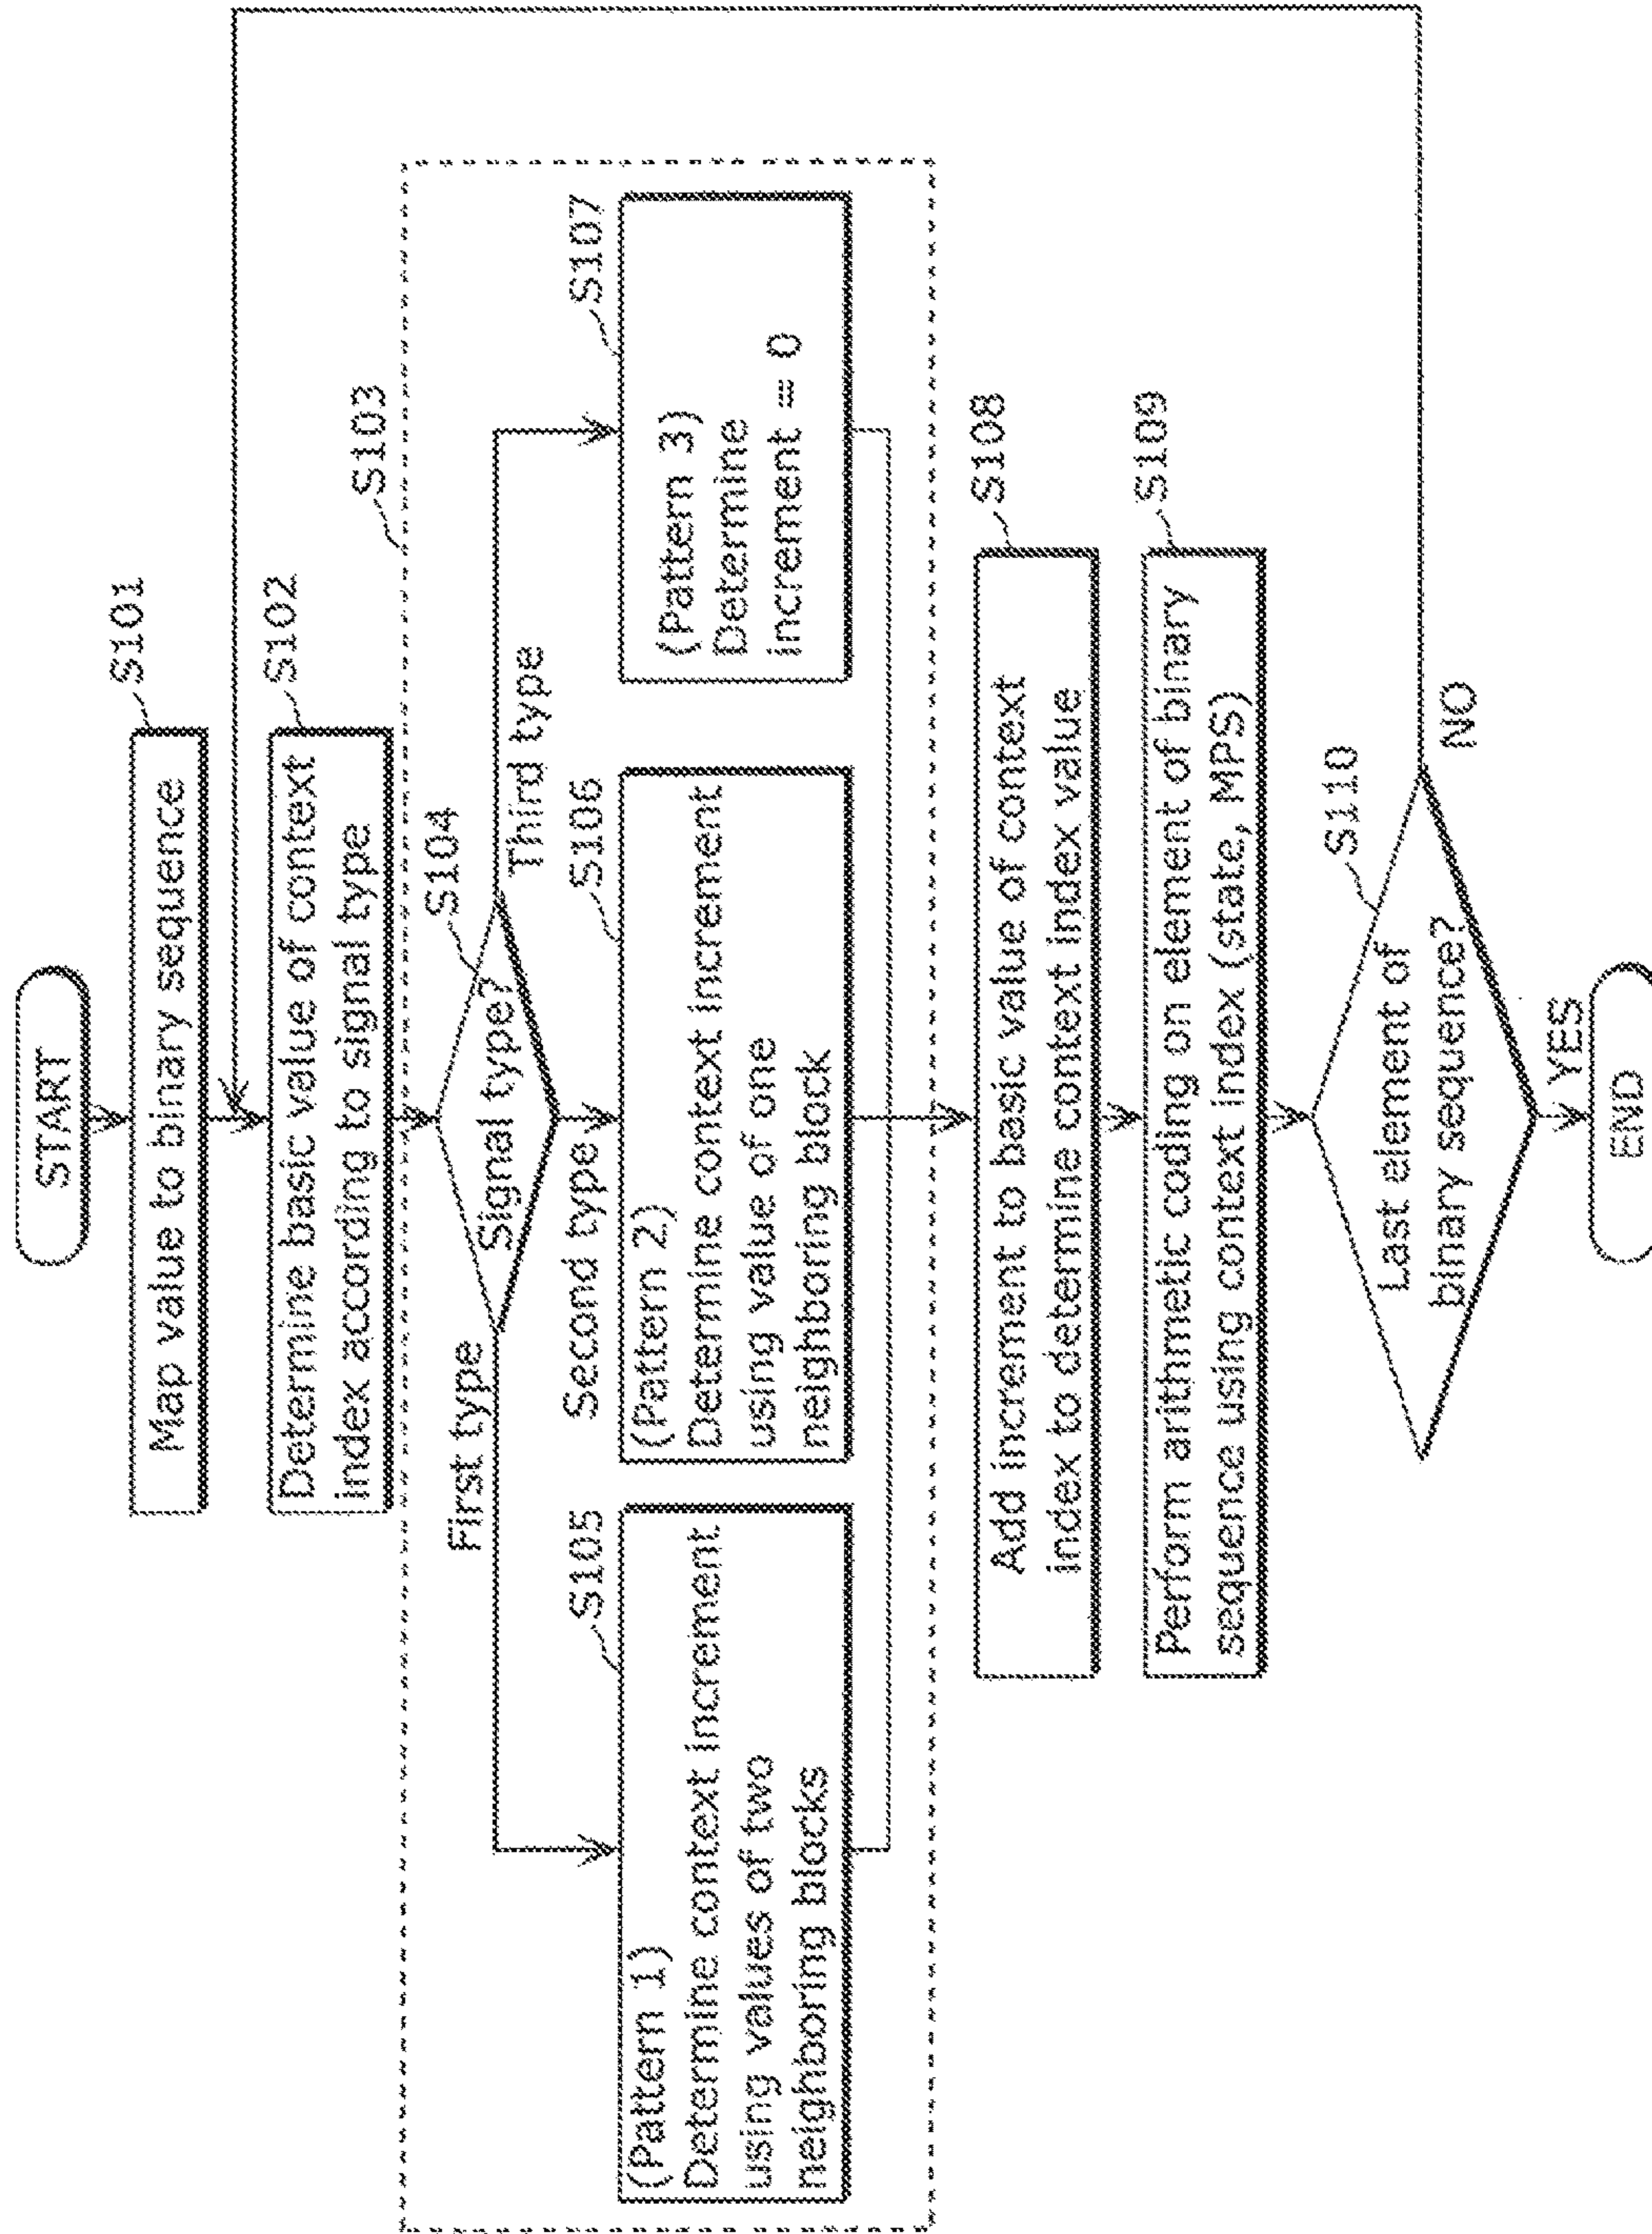 START
S101
Map value to binary sequence
S102
Determine basic value of context
index according to signal type
S103
S104
Signal type?
First type
Second type
Third type
S105
(Pattern 1)
Determine context increment
using values of two
neighboring blocks
S106
(Pattern 2)
Determine context increment
using value of one
neighboring block
S107
(Pattern 3)
Determine
increment = 0
S108
Add increment to basic value of context
index to determine context index value
S109
Perform arithmetic coding on element of binary
sequence using context index (state, MPS)
S110
Last element of
binary sequence?
NO
YES
END